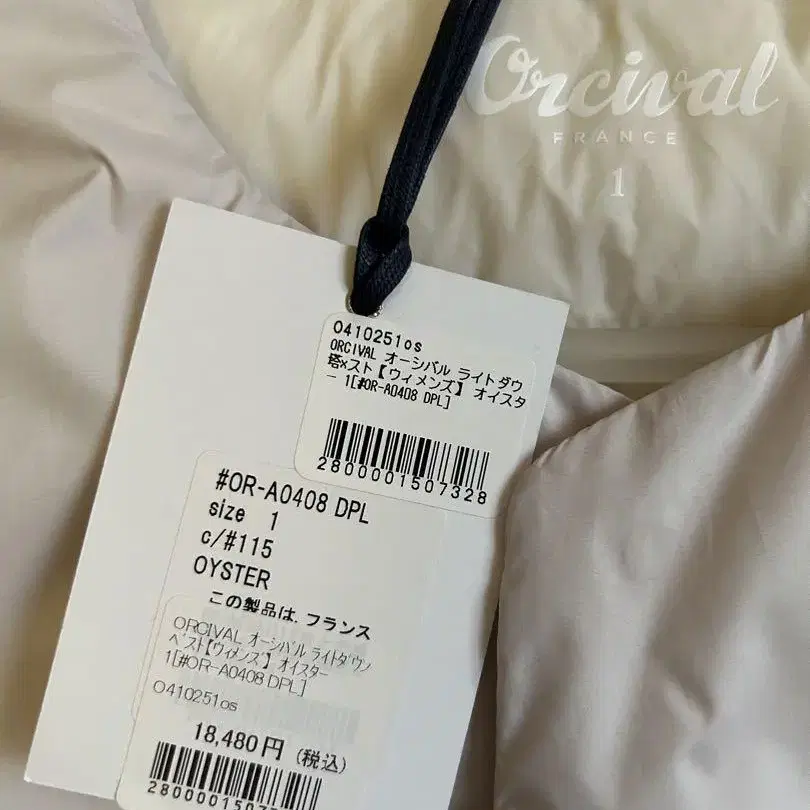 Orcival
FRANCE
1
0410251os
ORCIVAL オーシバル ライトダウ
塔×スト【ウィメンズ】 オイスタ
ー 1[#OR-A0408 DPL]
2800001507328
#OR-A0408 DPL
size 1
c/#115
OYSTER
この製品は、フランス
ORCIVAL オーシバル ライトダウン
ベスト【ウィメンズ】 オイスター
1[#OR-A0408 DPL]
0410251os
18,480円 (税込)
28000015073